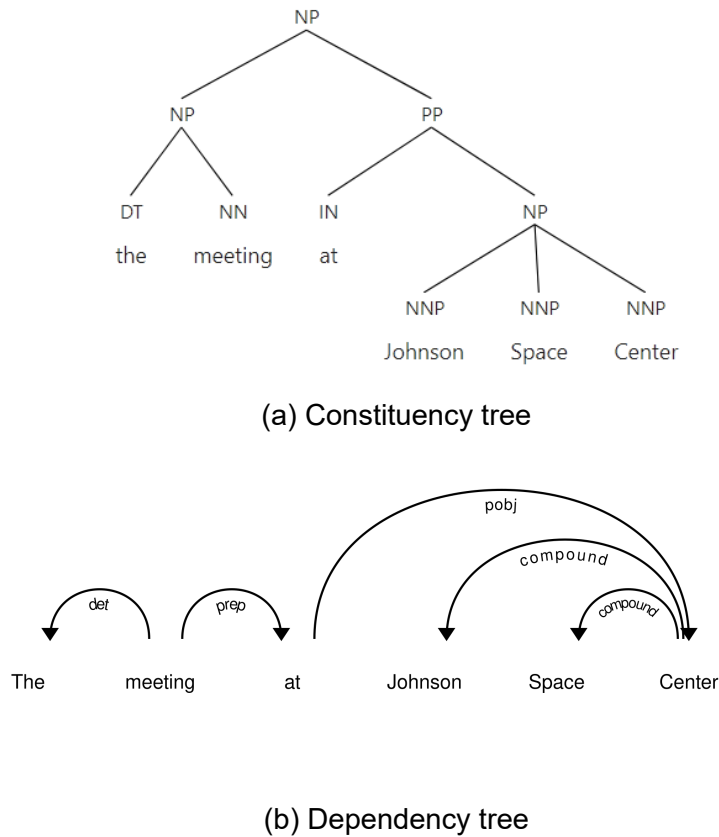 NP
NP PP
DT NN IN NP
the meeting at
NNP NNP NNP
Johnson Space Center
(a) Constituency tree
pobj
compound
det prep compound
The meeting at Johnson Space Center
(b) Dependency tree